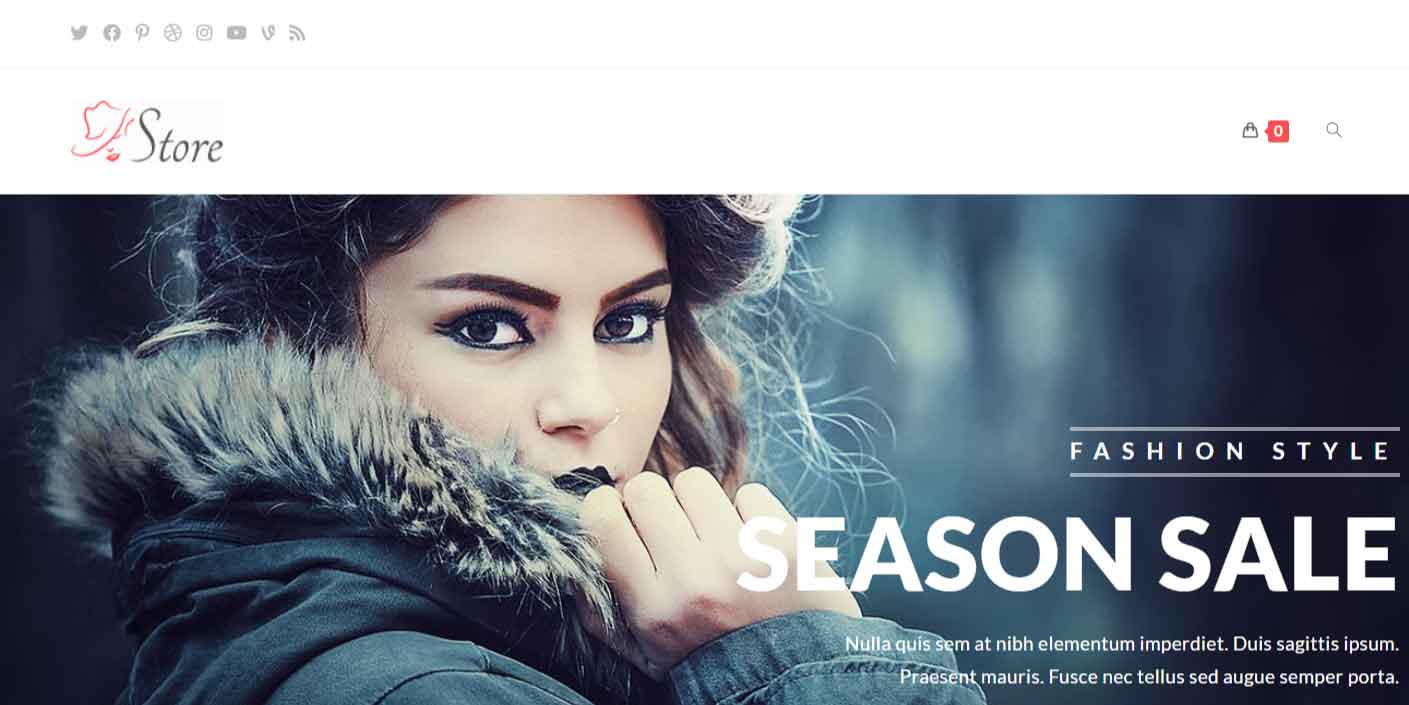 Store
0
FASHION STYLE
SEASON SALE
Nulla quis sem at nibh elementum imperdiet. Duis sagittis ipsum.
Praesent mauris. Fusce nec tellus sed augue semper porta.